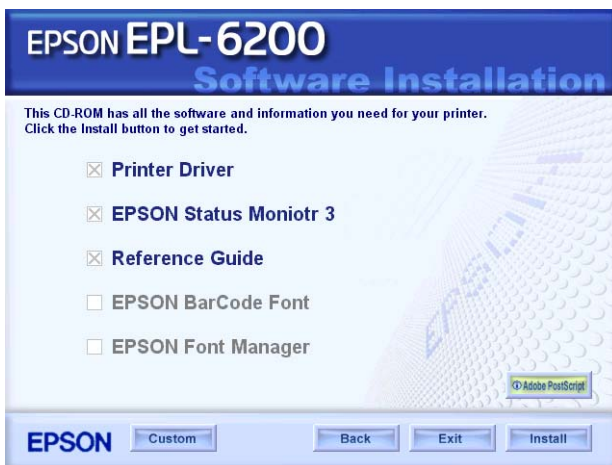 EPSON EPL-6200
Software Installation
This CD-ROM has all the software and information you need for your printer.
Click the Install button to get started.
Printer Driver
EPSON Status Moniotr 3
Reference Guide
EPSON BarCode Font
EPSON Font Manager
EPSON
Adobe PostScript
EPSON
Custom
Back
Exit
Install